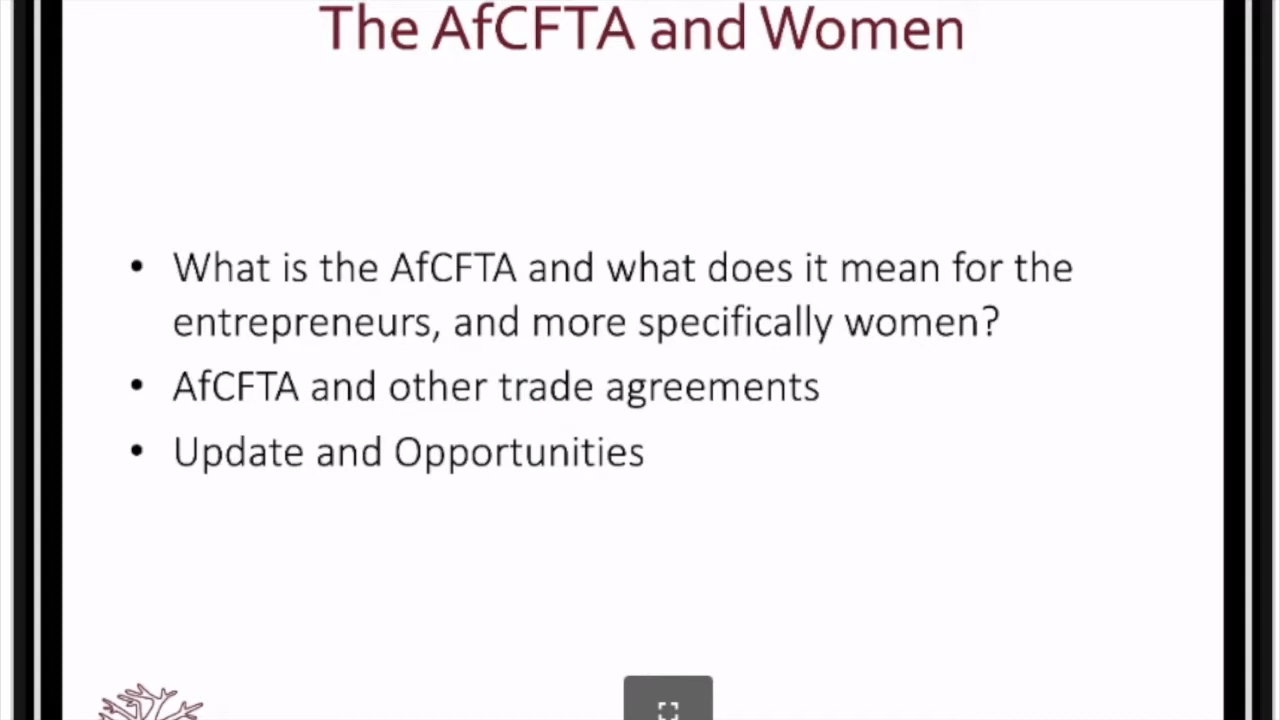 The AfCFTA and Women
• What is the AfCFTA and what does it mean for the
entrepreneurs, and more specifically women?
• AfCFTA and other trade agreements
• Update and Opportunities